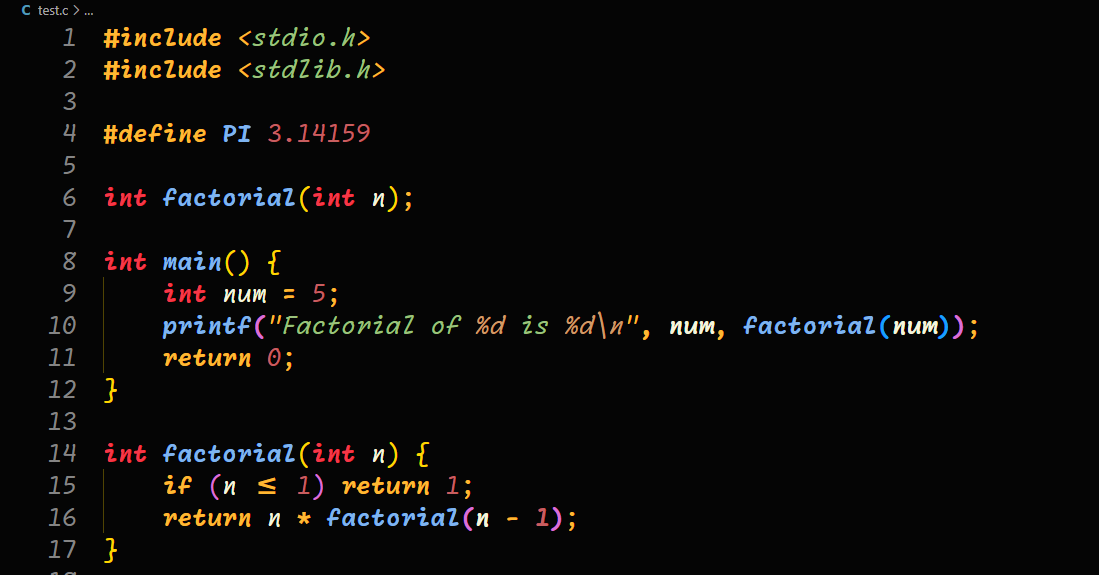 C test.c > ...
1 #include <stdio.h>
2 #include <stdlib.h>
3
4 #define PI 3.14159
5
6 int factorial(int n);
7
8 int main() {
9     int num = 5;
10     printf("Factorial of %d is %d\n", num, factorial(num));
11     return 0;
12 }
13
14 int factorial(int n) {
15     if (n ≤ 1) return 1;
16     return n * factorial(n - 1);
17 }